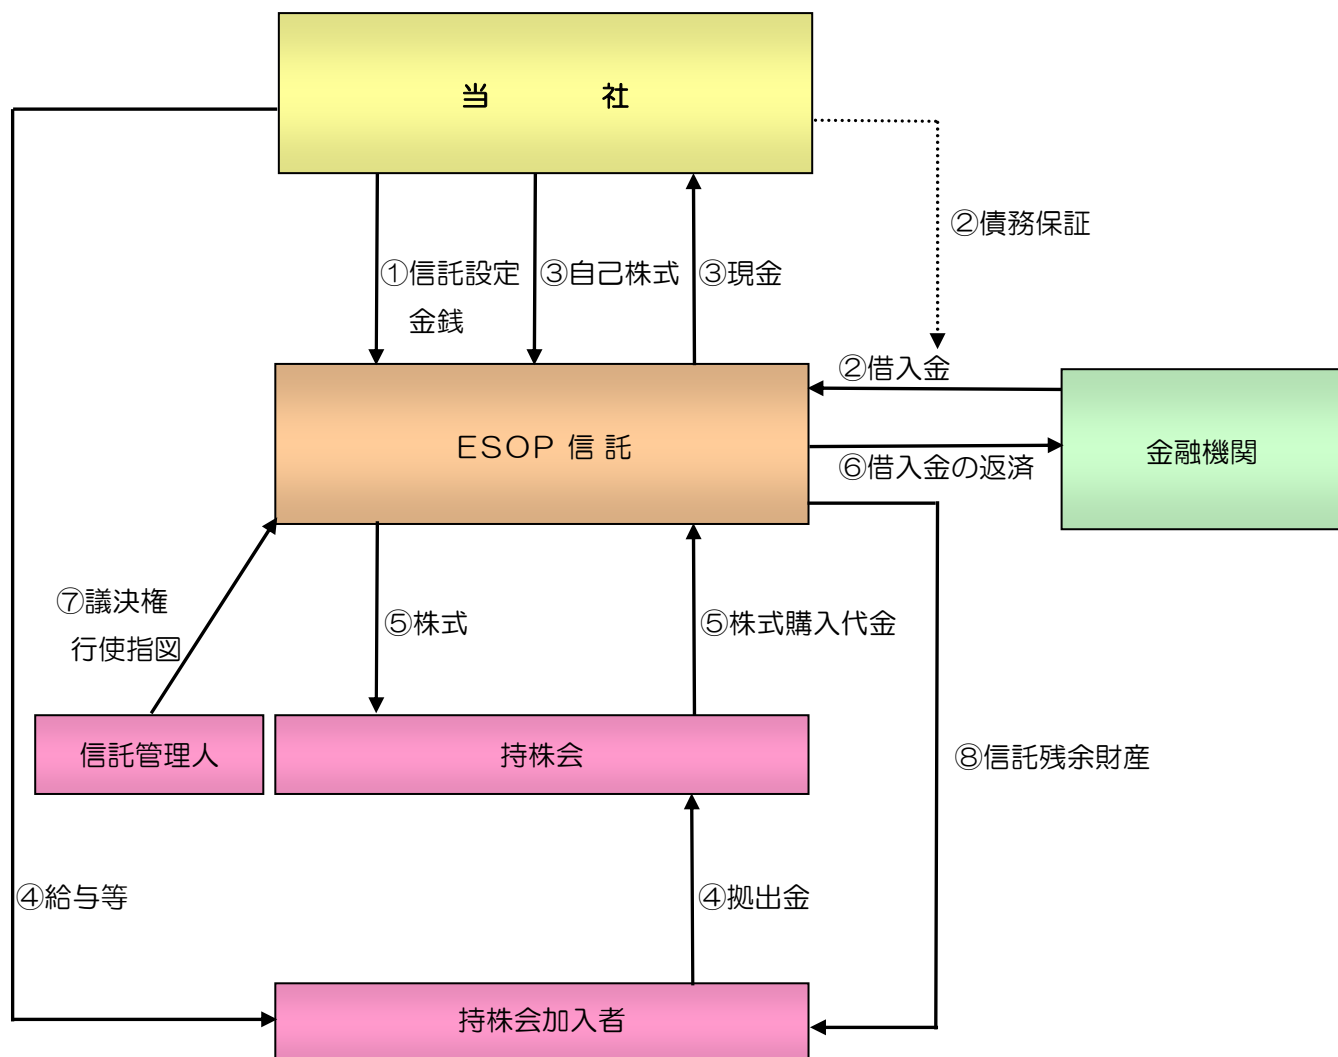 当 社
②債務保証
①信託設定
金銭
③自己株式
③現金
②借入金
ESOP 信託
金融機関
⑥借入金の返済
⑦議決権
行使指図
⑤株式
⑤株式購入代金
信託管理人
持株会
⑧信託残余財産
④給与等
④拠出金
持株会加入者